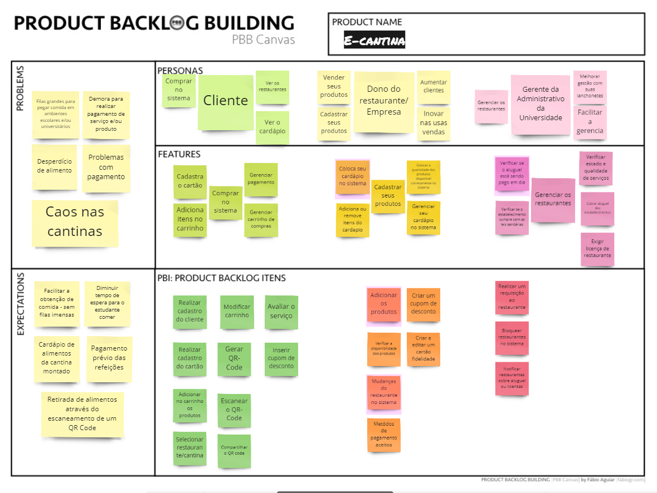 PRODUCT BACKLOG BUILDING
PBB Canvas
PRODUCT NAME
E-CANTINA
PROBLEMS
Filas grandes para
pegar comida em
ambientes
escolares e/ou
universitários
Demora para
realizar
pagamento de
serviço e/ou
produto
Desperdício
de alimento
Problemas
com
pagamento
Caos nas
cantinas
PERSONAS
Comprar
no
sistema
Cliente
Ver os
restaurantes
Ver o
cardápio
Vender
seus
produtos
Cadastrar
seus
produtos
Dono do
restaurante/
Empresa
Aumentar
clientes
Inovar
nas usas
vendas
Gerenciar os
restaurantes
Gerente da
Administrativo da
Universidade
Melhorar
gestão com
suas
lanchonetes
Facilitar
a
gerencia
FEATURES
Cadastra
o cartão
Adiciona
itens no
carrinho
Comprar
no
sistema
Gerenciar
pagamento
Gerenciar
carrinho de
compras
Coloca seu
cardápio
no sistema
Adiciona ou
remove
itens do
cardápio
Cadastrar
seus
produtos
Gerenciar
seu
cardápio
no sistema
Verificar se
o aluguel
está sendo
pago em dia
Verificar se o
estabelecimento
Gerenciar os
restaurantes
Verificar
estado e
qualidade
de serviços
Exigir
licença de
restaurante
EXPECTATIONS
Facilitar a
obtenção de
comida - sem
filas imensas
Diminuir
tempo de
espera para o
estudante
comer
Cardápio de
alimentos
da cantina
montado
Pagamento
prévio das
refeições
Retirada de alimentos
através do
escaneamento de um
QR Code
PBI: PRODUCT BACKLOG ITENS
Realizar
cadastro
do cliente
Modificar
carrinho
Avaliar o
serviço
Realizar
cadastro
do cartão
Gerar
QR-
Code
Inserir
cupom de
desconto
Adicionar
no carrinho
os
produtos
Escanear
o QR-
Code
Selecionar
restauran
te/cantina
Compartilhar
o QR code
Adicionar
os
produtos
Criar um
cupom de
desconto
Verificar a
disponibilidade
dos produtos
Criar e
editar um
cartão
fidelidade
Mudanças
do
restaurante
no sistema
Metódos
de
pagamento
aceitos
Realizar um
requisição
ao
restaurante
Bloquear
restaurantes
no sistema
Notificar
restaurantes
sobre aluguel
ou licenças
PRODUCT BACKLOG BUILDING (PBB Canvas) by Fábio Aguiar